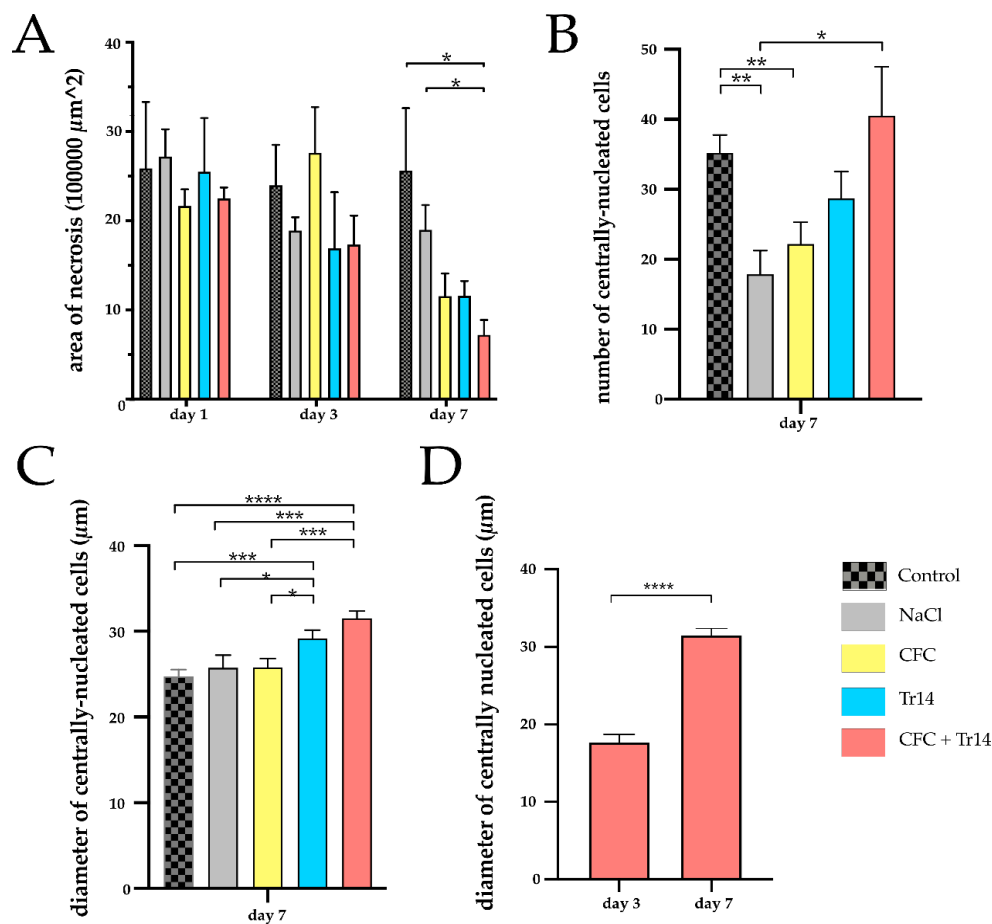 A
area of necrosis (100000 µm^2)
40
30
20
10
0
* 
*
day 1
day 3
day 7
B
number of centrally-nucleated cells
50
40
30
20
10
0
*
**
**
day 7
C
diameter of centrally-nucleated cells (µm)
40
30
20
10
0
****
***
***
***
*
*
day 7
D
diameter of centrally nucleated cells (µm)
40
30
20
10
0
****
day 3
day 7
Control
NaCl
CFC
Tr14
CFC + Tr14